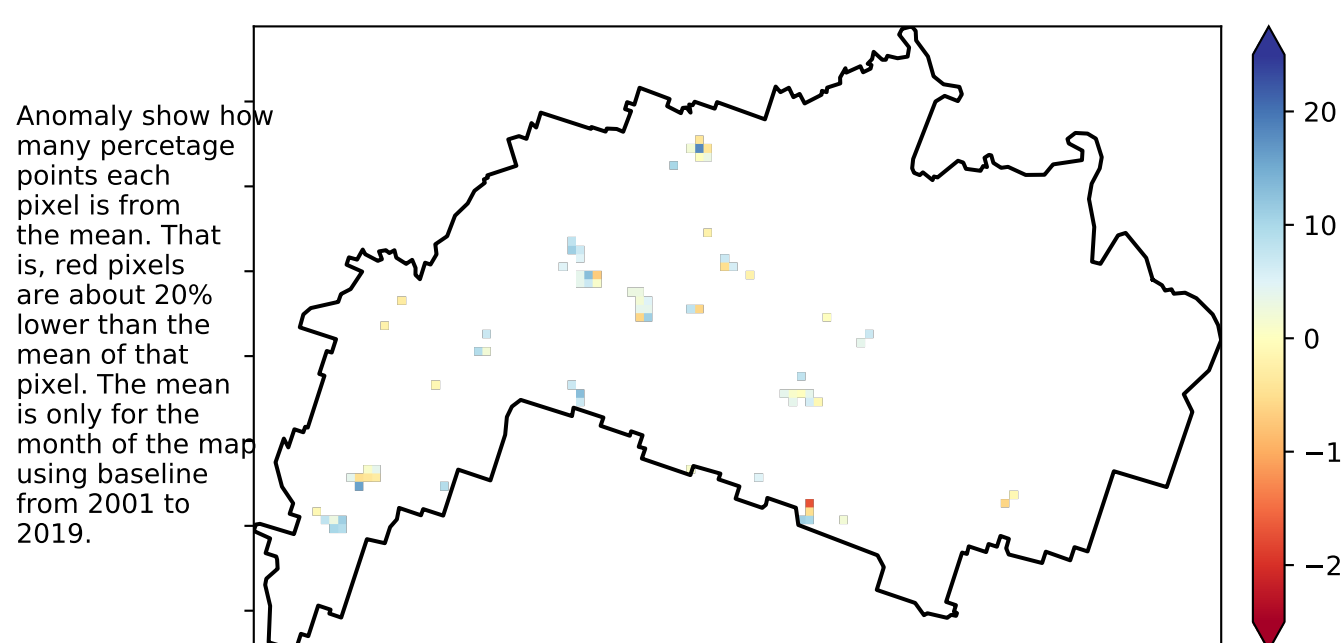 Anomaly show how
many percetage
points each
pixel is from
the mean. That
is, red pixels
are about 20%
lower than the
mean of that
pixel. The mean
is only for the
month of the map
using baseline
from 2001 to
2019.
20
10
0
−1
−2